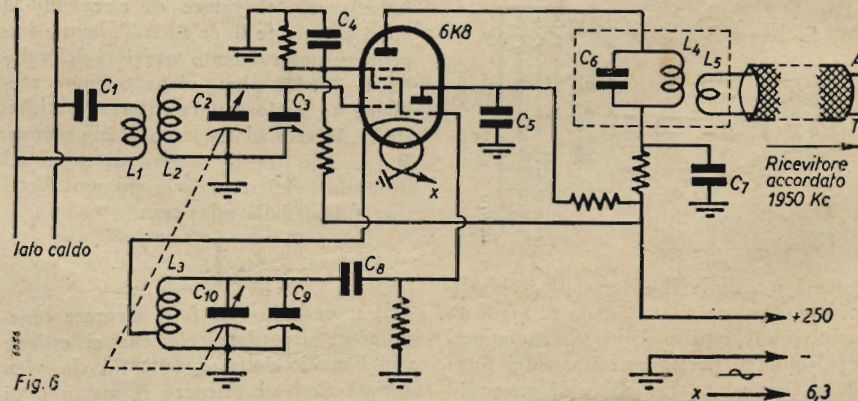 C4
6K8
C6
L4
L5
A
C1
C2
C3
C5
T
L1
L2
x
C7
Ricevitore
accordato
1950 Kc
lato caldo
L3
C8
C10
C9
+250
-
x
6,3
Fig. 6